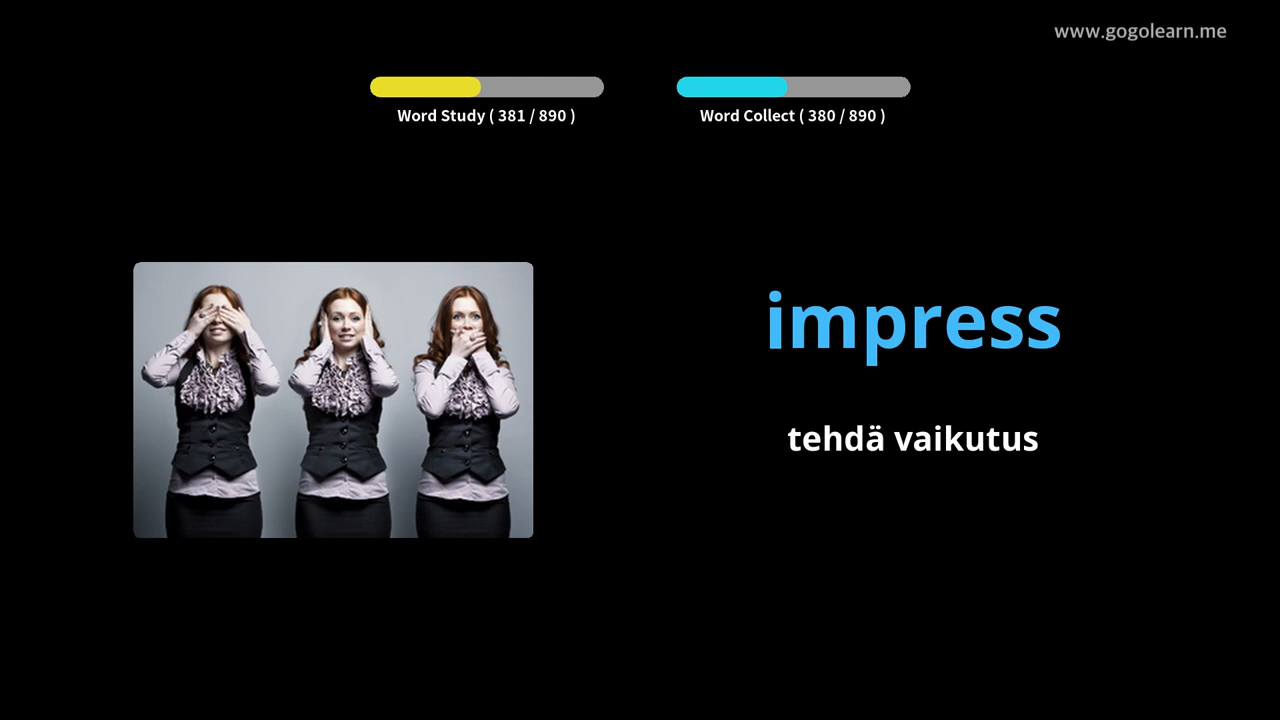 www.gogolearn.me
Word Study ( 381 / 890 )
Word Collect ( 380 / 890 )
impress
tehdä vaikutus